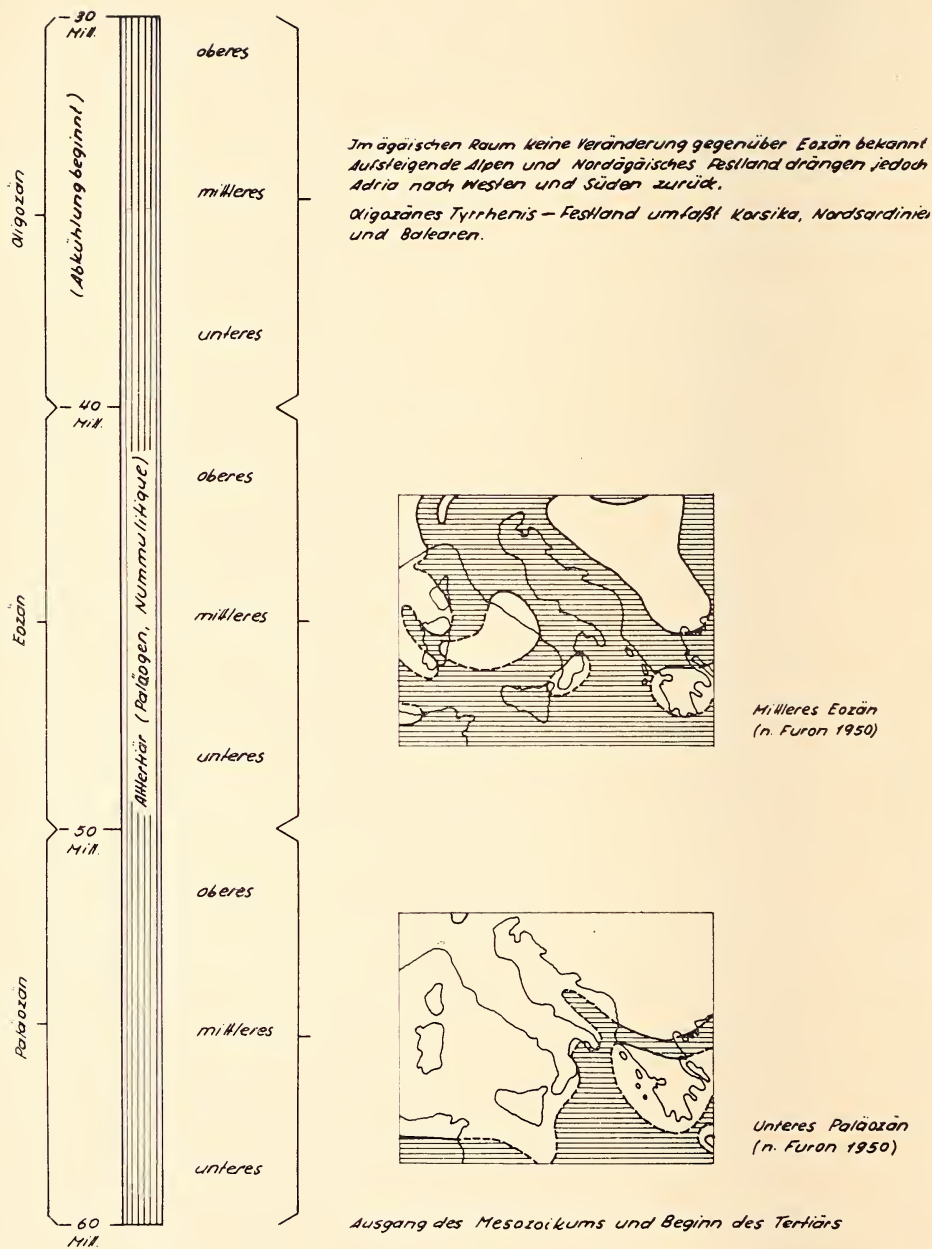 30
Mill.
oberes
(Abkühlung beginnt)
Im ägäischen Raum keine Veränderung gegenüber Eozän bekannt
Aufsteigende Alpen und Nordägäisches Festland drängen jedoch
Adria nach Westen und Süden zurück.
mittleres
Oligozänes Tyrrhenis – Festland umfaßt Korsika, Nordsardinien
und Balearen.
Oligozän
unteres
40
Mill.
oberes
Alttertiär (Paläogen, Nummulitique)
Eozän
mittleres
Mittleres Eozän
(n. Furon 1950)
unteres
50
Mill.
oberes
Paläozän
mittleres
Unteres Paläozän
(n. Furon 1950)
unteres
60
Mill.
Ausgang des Mesozoikums und Beginn des Tertiärs